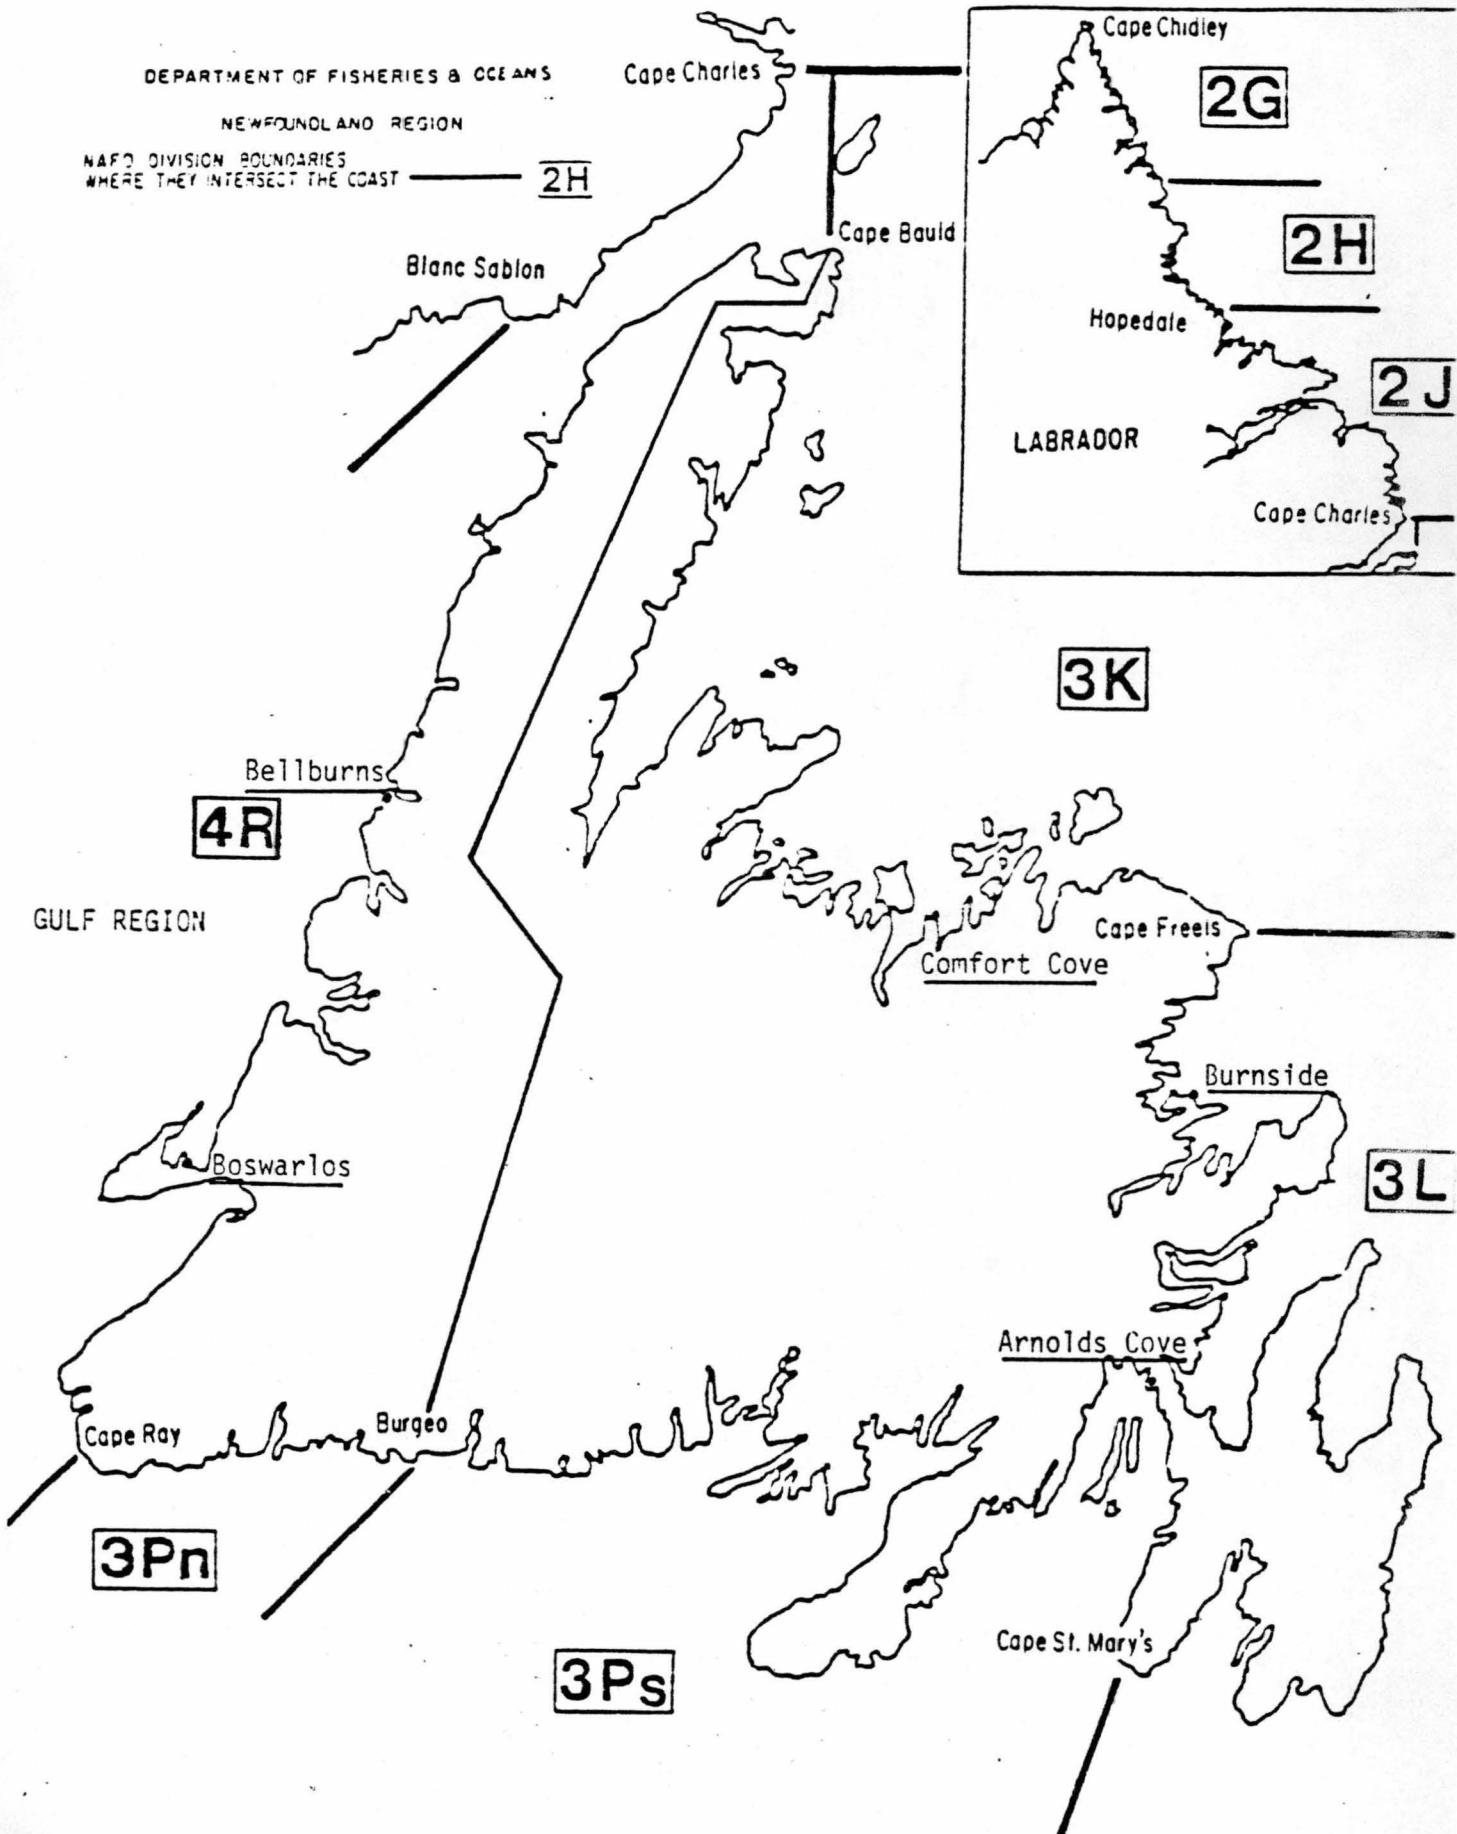 DEPARTMENT OF FISHERIES & OCEANS
NEWFOUNDLAND REGION
NAFO DIVISION BOUNDARIES
WHERE THEY INTERSECT THE COAST
2H
Cape Charles
Cape Bauld
Blanc Sablon
Cape Chidley
2G
2H
Hopedale
2J
LABRADOR
Cape Charles
3K
Bellburns
4R
GULF REGION
Cape Freels
Comfort Cove
Burnside
Boswarlos
3L
Arnolds Cove
Cape Ray
Burgeo
3Pn
Cape St. Mary's
3Ps